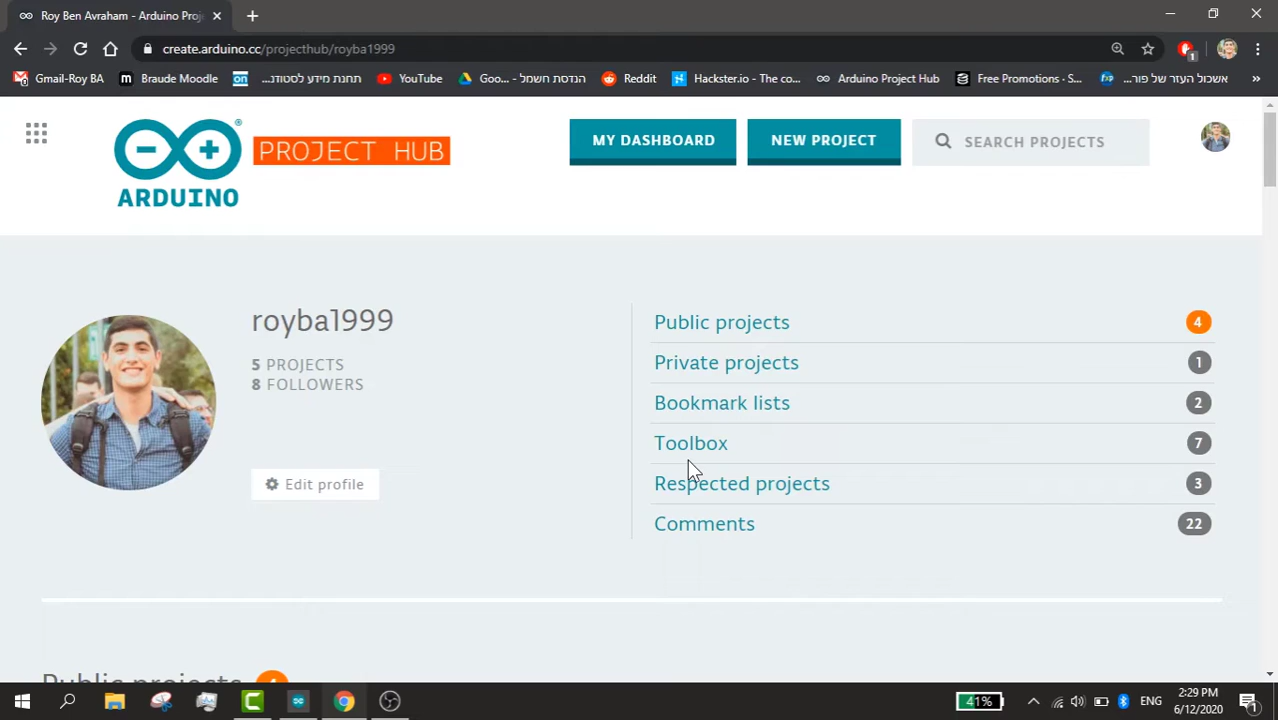 Roy Ben Avraham - Arduino Proj
create.arduino.cc/projecthub/royba1999
Gmail-Roy BA
Braude Moodle
on
תחנת מידע לסטודנ...
YouTube
Goo... - הנדסת חשמל
Reddit
Hackster.io - The co...
Arduino Project Hub
Free Promotions - S...
אשכול העזר של פור...
»
ARDUINO
PROJECT HUB
MY DASHBOARD
NEW PROJECT
SEARCH PROJECTS
royba1999
5 PROJECTS
8 FOLLOWERS
Edit profile
Public projects 4
Private projects 1
Bookmark lists 2
Toolbox 7
Respected projects 3
Comments 22
Public projects 4
41%
ENG
2:29 PM
6/12/2020